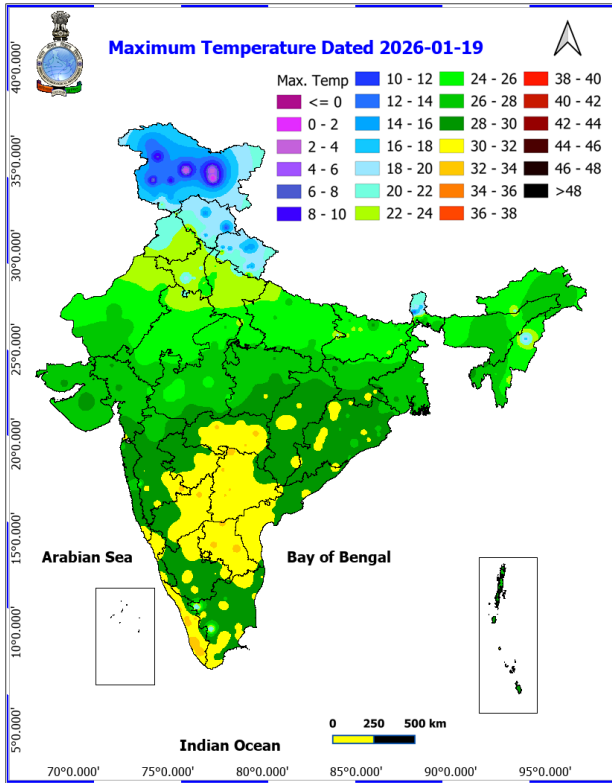 Maximum Temperature Dated 2026-01-19
Max. Temp
<= 0
0 - 2
2 - 4
4 - 6
6 - 8
8 - 10
10 - 12
12 - 14
14 - 16
16 - 18
18 - 20
20 - 22
22 - 24
24 - 26
26 - 28
28 - 30
30 - 32
32 - 34
34 - 36
36 - 38
38 - 40
40 - 42
42 - 44
44 - 46
46 - 48
>48
40°0.000'
35°0.000'
30°0.000'
25°0.000'
20°0.000'
15°0.000'
10°0.000'
5°0.000'
Arabian Sea
Bay of Bengal
0 250 500 km
Indian Ocean
70°0.000' 75°0.000' 80°0.000' 85°0.000' 90°0.000' 95°0.000'